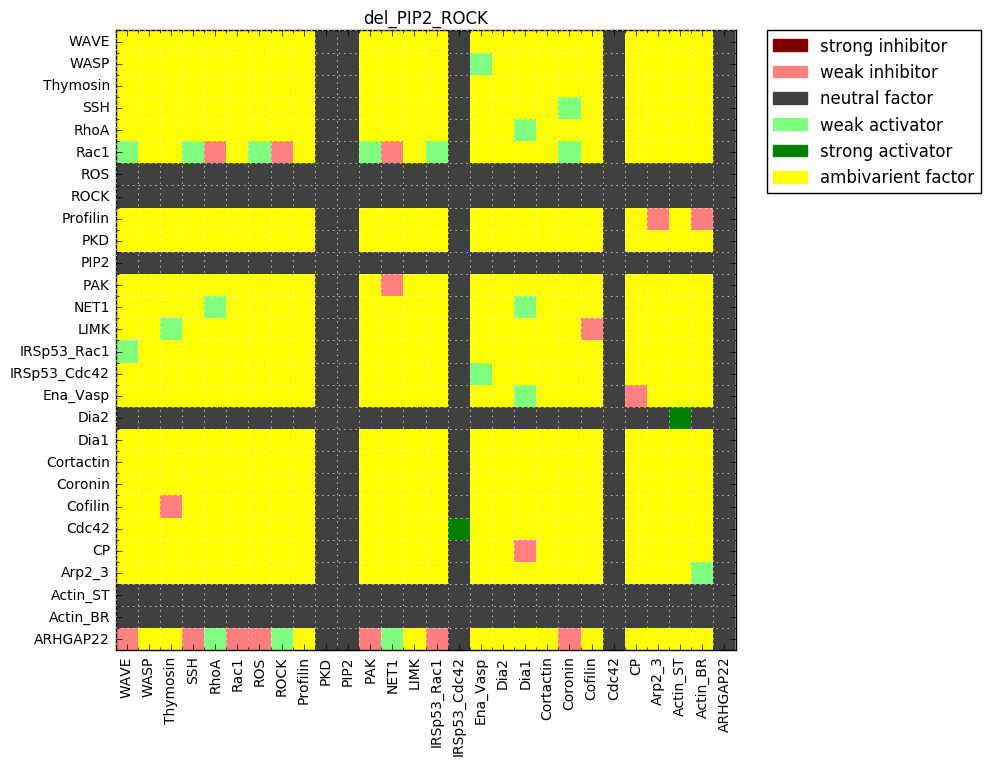 del_PIP2_ROCK
WAVE
WASP
Thymosin
SSH
RhoA
Rac1
ROS
ROCK
Profilin
PKD
PIP2
PAK
NET1
LIMK
IRSp53_Rac1
IRSp53_Cdc42
Ena_Vasp
Dia2
Dia1
Cortactin
Coronin
Cofilin
Cdc42
CP
Arp2_3
Actin_ST
Actin_BR
ARHGAP22
WAVE
WASP
Thymosin
SSH
RhoA
Rac1
ROS
ROCK
Profilin
PKD
PIP2
PAK
NET1
LIMK
IRSp53_Rac1
IRSp53_Cdc42
Ena_Vasp
Dia2
Dia1
Cortactin
Coronin
Cofilin
Cdc42
CP
Arp2_3
Actin_ST
Actin_BR
ARHGAP22
strong inhibitor
weak inhibitor
neutral factor
weak activator
strong activator
ambivarient factor